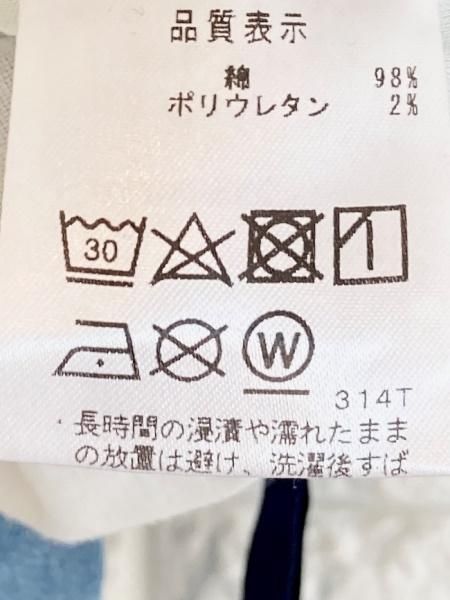 品質表示
綿 98%
ポリウレタン 2%
30
W
314T
・長時間の浸漬や濡れたまま
の放置は避け、洗濯後すば